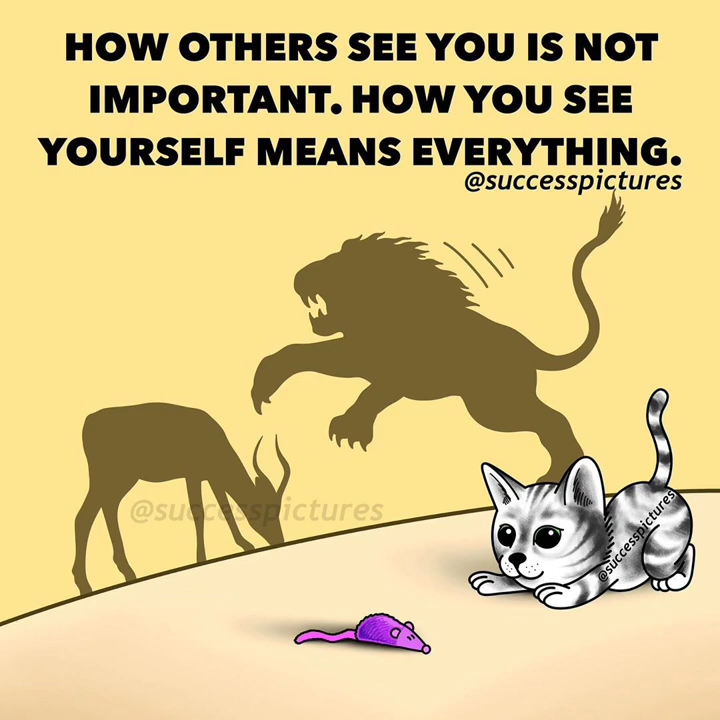 HOW OTHERS SEE YOU IS NOT
IMPORTANT. HOW YOU SEE
YOURSELF MEANS EVERYTHING.
@successpictures
@successpictures
@successpictures